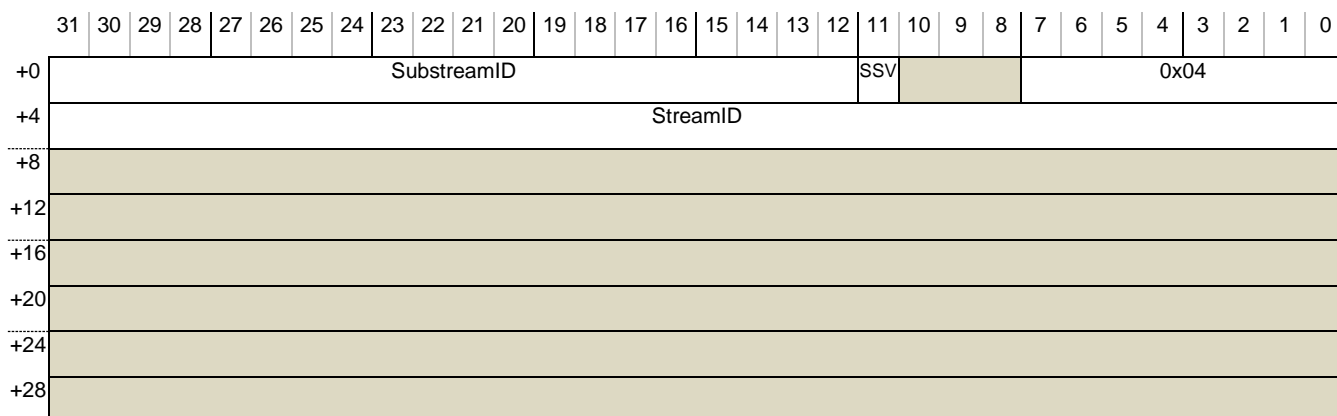 31 30 29 28 27 26 25 24 23 22 21 20 19 18 17 16 15 14 13 12 11 10 9 8 7 6 5 4 3 2 1 0
+0 SubstreamID SSV 0x04
+4 StreamID
+8
+12
+16
+20
+24
+28